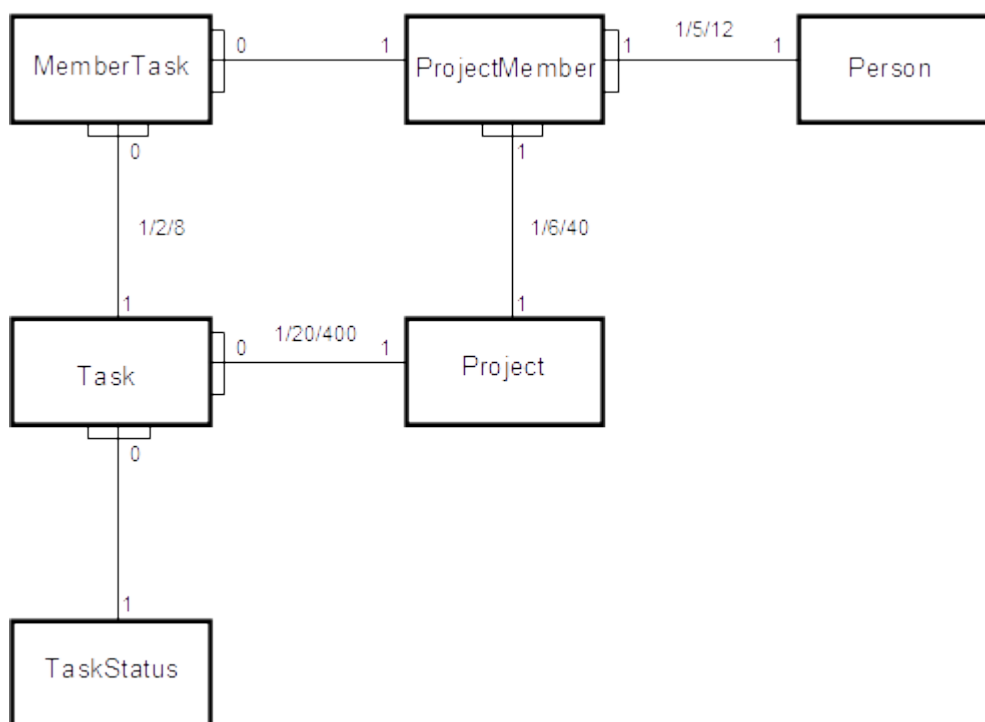 1/5/12
0
1
1
1
MemberTask
ProjectMember
Person
0
1
1/2/8
1/6/40
1
1
1/20/400
0
1
Task
Project
0
1
TaskStatus